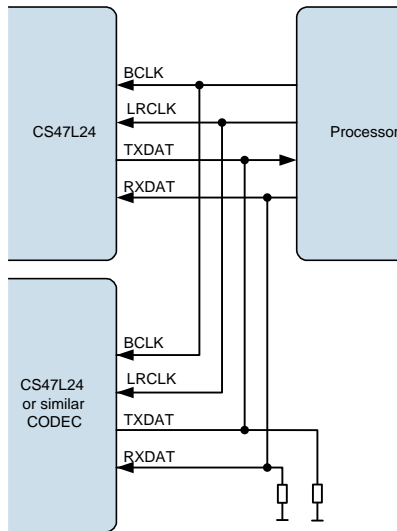 BCLK
LRCLK
CS47L24
Processor
TXDAT
RXDAT
BCLK
LRCLK
CS47L24
or similar
CODEC
TXDAT
RXDAT